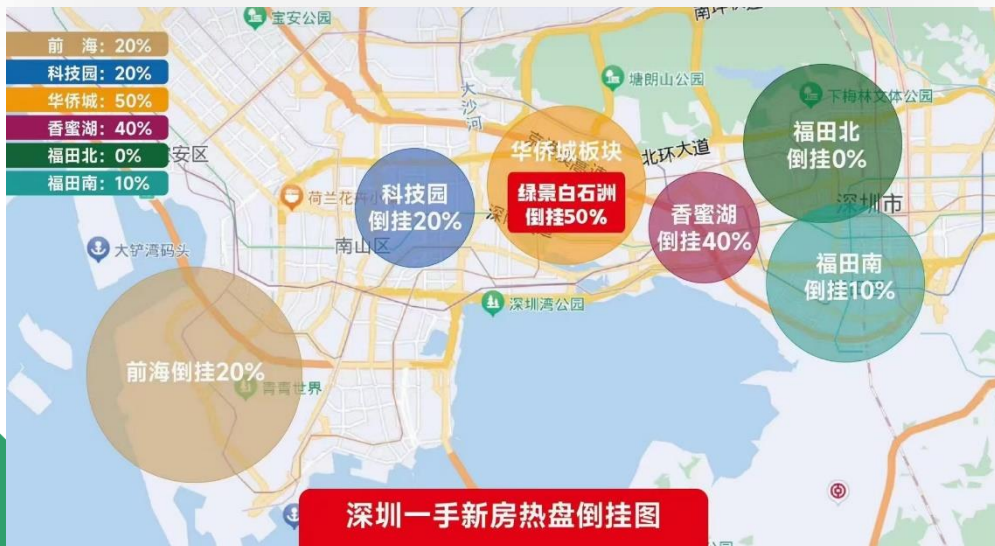 宝安公园
前 海：20%
科技园：20%
华侨城：50%
香蜜湖：40%
福田北：0%
福田南：10%
安区
大沙河
塘朗山公园
下梅林文体公园
福田北
倒挂0%
华侨城板块
北环大道
绿景白石洲
倒挂50%
荷兰花卉小
科技园
倒挂20%
香蜜湖
倒挂40%
深圳市
大铲湾码头
南山区
福田南
倒挂10%
深圳湾公园
前海倒挂20%
青青世界
深圳一手新房热盘倒挂图